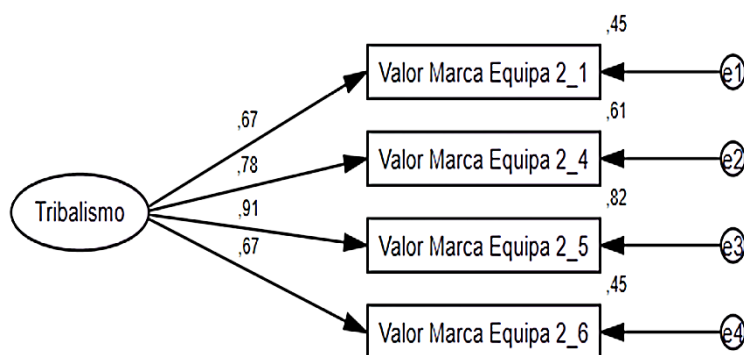 ,45
Valor Marca Equipa 2_1
e1
,67
,61
Valor Marca Equipa 2_4
e2
,78
Tribalismo
,82
,91
Valor Marca Equipa 2_5
e3
,67
,45
Valor Marca Equipa 2_6
e4